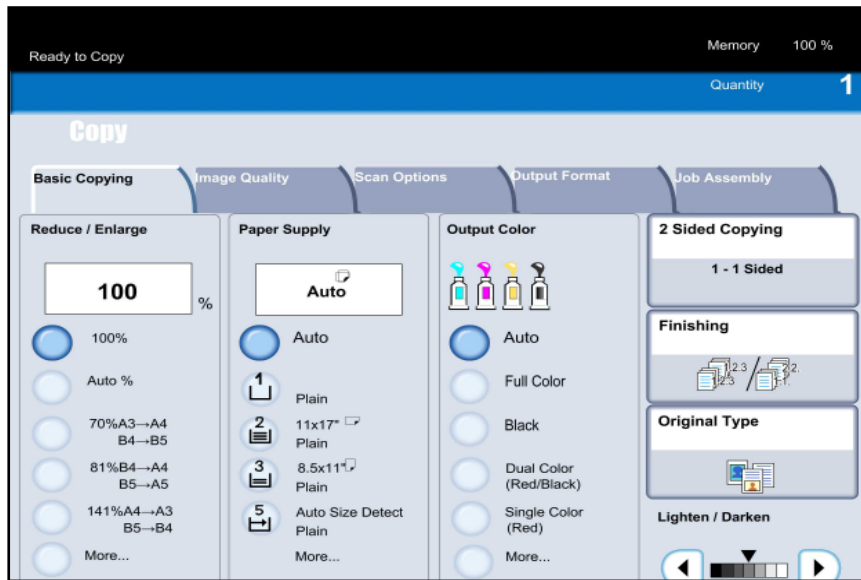 Ready to Copy
Memory 100 %
Quantity 1
Copy
Basic Copying
Image Quality
Scan Options
Output Format
Job Assembly
Reduce / Enlarge
100 %
100%
Auto %
70%A3→A4
B4→B5
81%B4→A4
B5→A5
141%A4→A3
B5→B4
More...
Paper Supply
Auto
Auto
1
Plain
2 11x17"
Plain
3 8.5x11"
Plain
5 Auto Size Detect
Plain
More...
Output Color
Auto
Full Color
Black
Dual Color
(Red/Black)
Single Color
(Red)
More...
2 Sided Copying
1 - 1 Sided
Finishing
Original Type
Lighten / Darken